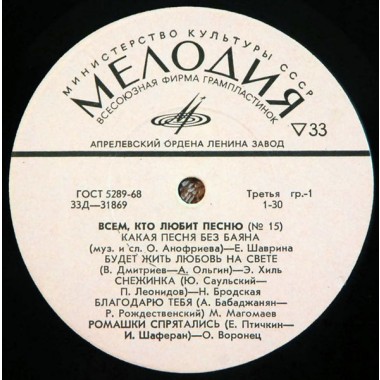 МИНИСТЕРСТВО КУЛЬТУРЫ СССР
МЕЛОДИЯ
ВСЕСОЮЗНАЯ ФИРМА ГРАМПЛАСТИНОК
▽33
АПРЕЛЕВСКИЙ ОРДЕНА ЛЕНИНА ЗАВОД
ГОСТ 5289-68 Третья гр.-1
33Д—31869 1-30
ВСЕМ, КТО ЛЮБИТ ПЕСНЮ (№ 15)
КАКАЯ ПЕСНЯ БЕЗ БАЯНА
(муз. и сл. О. Анофриева)—Е. Шаврина
БУДЕТ ЖИТЬ ЛЮБОВЬ НА СВЕТЕ
(В. Дмитриев—А. Ольгин)—Э. Хиль
СНЕЖИНКА (Ю. Саульский—
П. Леонидов)—Н. Бродская
БЛАГОДАРЮ ТЕБЯ (А. Бабаджанян—
Р. Рождественский) М. Магомаев
РОМАШКИ СПРЯТАЛИСЬ (Е. Птичкин—
И. Шаферан)—О. Воронец